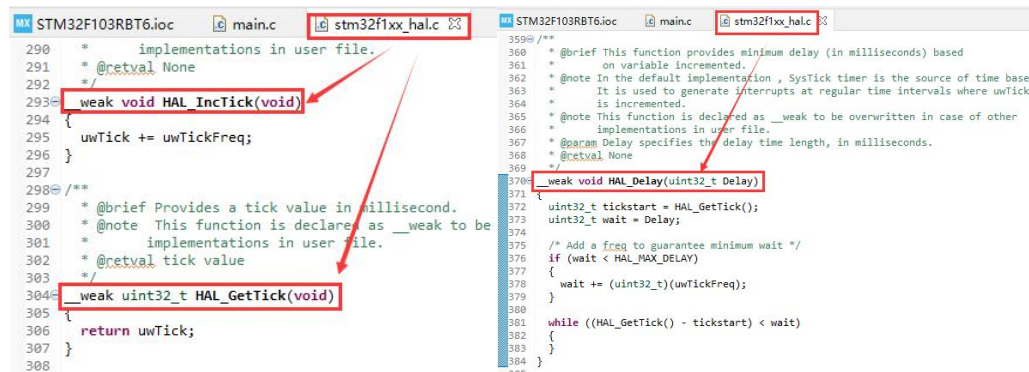 STM32F103RBT6.ioc main.c stm32f1xx_hal.c
290 * implementations in user file.
291 * @retval None
292 */
293 __weak void HAL_IncTick(void)
294 {
295 uwTick += uwTickFreq;
296 }
297
298 /**
299 * @brief Provides a tick value in millisecond.
300 * @note This function is declared as __weak to be
301 * implementations in user file.
302 * @retval tick value
303 */
304 __weak uint32_t HAL_GetTick(void)
305 {
306 return uwTick;
307 }
308
STM32F103RBT6.ioc main.c stm32f1xx_hal.c
359 /**
360 * @brief This function provides minimum delay (in milliseconds) based
361 * on variable incremented.
362 * @note In the default implementation , SysTick timer is the source of time base
363 * It is used to generate interrupts at regular time intervals where uwTick
364 * is incremented.
365 * @note This function is declared as __weak to be overwritten in case of other
366 * implementations in user file.
367 * @param Delay specifies the delay time length, in milliseconds.
368 * @retval None
369 */
370 __weak void HAL_Delay(uint32_t Delay)
371 {
372 uint32_t tickstart = HAL_GetTick();
373 uint32_t wait = Delay;
374
375 /* Add a freq to guarantee minimum wait */
376 if (wait < HAL_MAX_DELAY)
377 {
378 wait += (uint32_t)(uwTickFreq);
379 }
380
381 while ((HAL_GetTick() - tickstart) < wait)
382 {
383 }
384 }